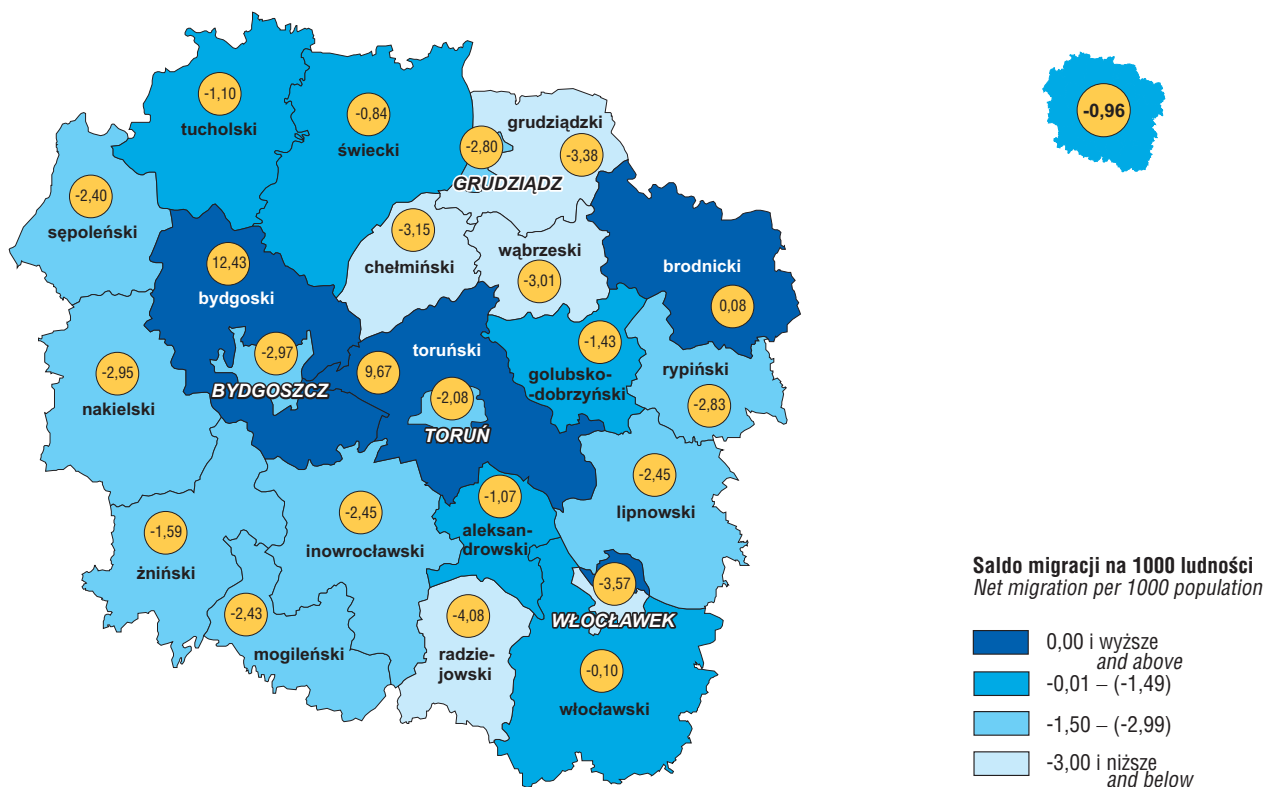 -1,10
tucholski
-0,84
świecki
-0,96
grudziądzki
-2,80
-3,38
GRUDZIĄDZ
-2,40
sępoleński
-3,15
chełmiński
wąbrzeski
-3,01
12,43
bydgoski
brodnicki
0,08
-2,97
BYDGOSZCZ
9,67
toruński
-2,08
TORUŃ
-1,43
golubsko-
-dobrzyński
rypiński
-2,83
-2,95
nakielski
-2,45
lipnowski
-1,07
aleksan-
drowski
-2,45
inowrocławski
-1,59
żniński
-2,43
mogileński
-4,08
radzie-
jowski
-3,57
WŁOCŁAWEK
-0,10
włocławski
Saldo migracji na 1000 ludności
Net migration per 1000 population
0,00 i wyższe
and above
-0,01 – (-1,49)
-1,50 – (-2,99)
-3,00 i niższe
and below